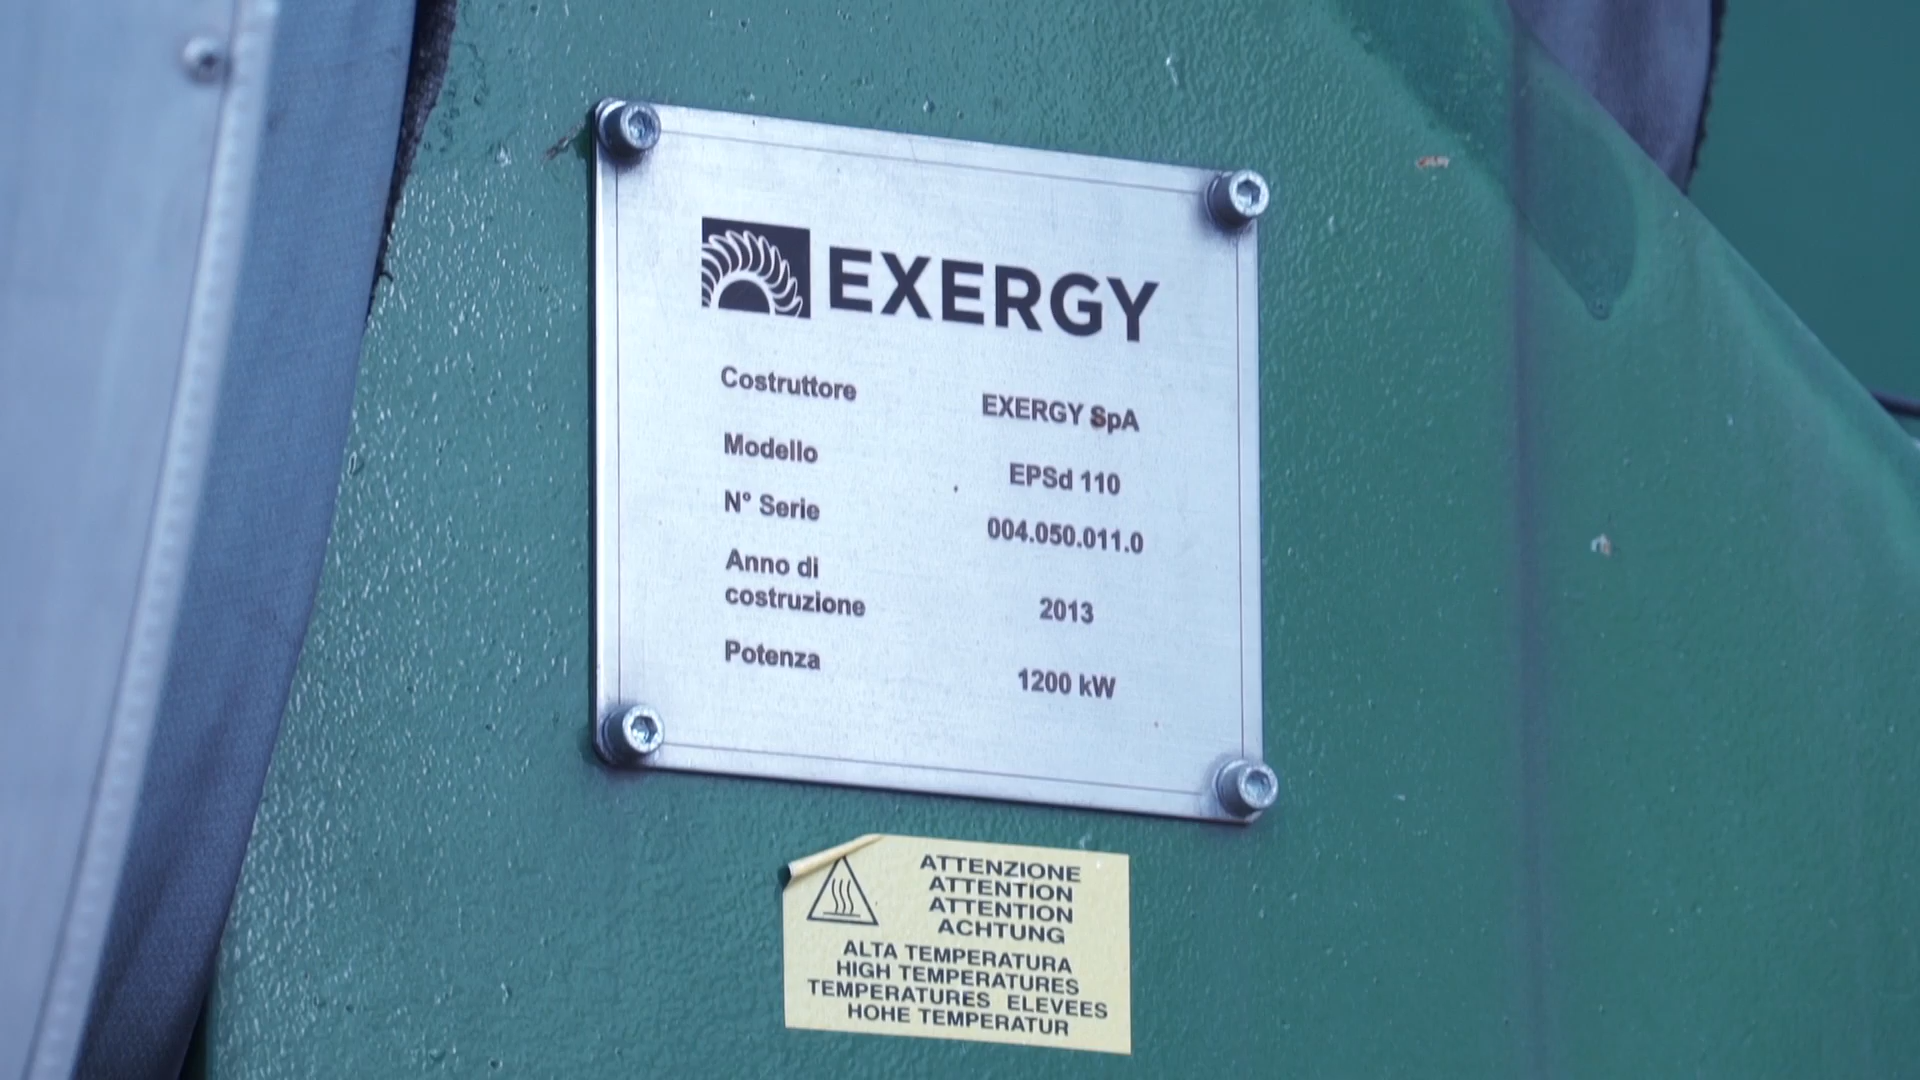 EXERGY
Costruttore EXERGY SpA
Modello EPSd 110
N° Serie 004.050.011.0
Anno di
costruzione 2013
Potenza 1200 kW
ATTENZIONE
ATTENTION
ATTENTION
ACHTUNG
ALTA TEMPERATURA
HIGH TEMPERATURES
TEMPERATURES ELEVEES
HOHE TEMPERATUR